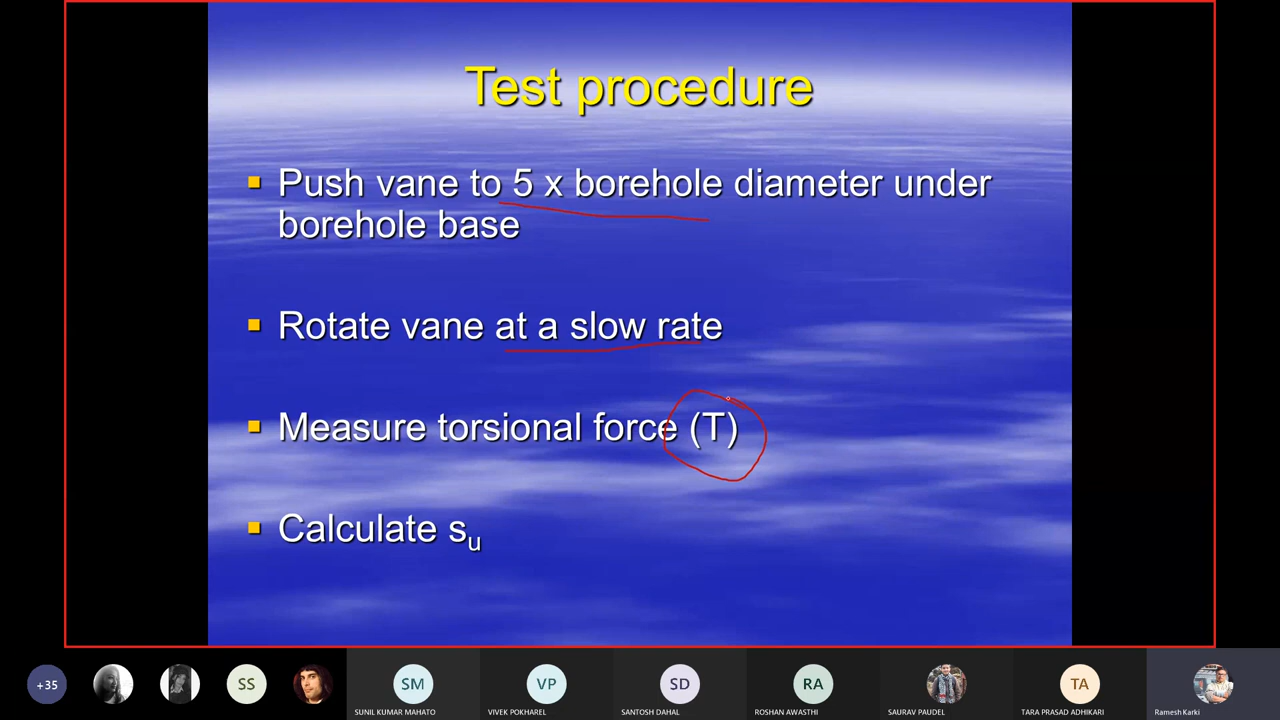 Test procedure
Push vane to 5 x borehole diameter under
borehole base
Rotate vane at a slow rate
Measure torsional force (T)
Calculate su
+35
SS
SM
VP
SD
RA
TA
SUNIL KUMAR MAHATO
VIVEK POKHAREL
SANTOSH DAHAL
ROSHAN AWASTHI
SAURAV PAUDEL
TARA PRASAD ADHIKARI
Ramesh Karki